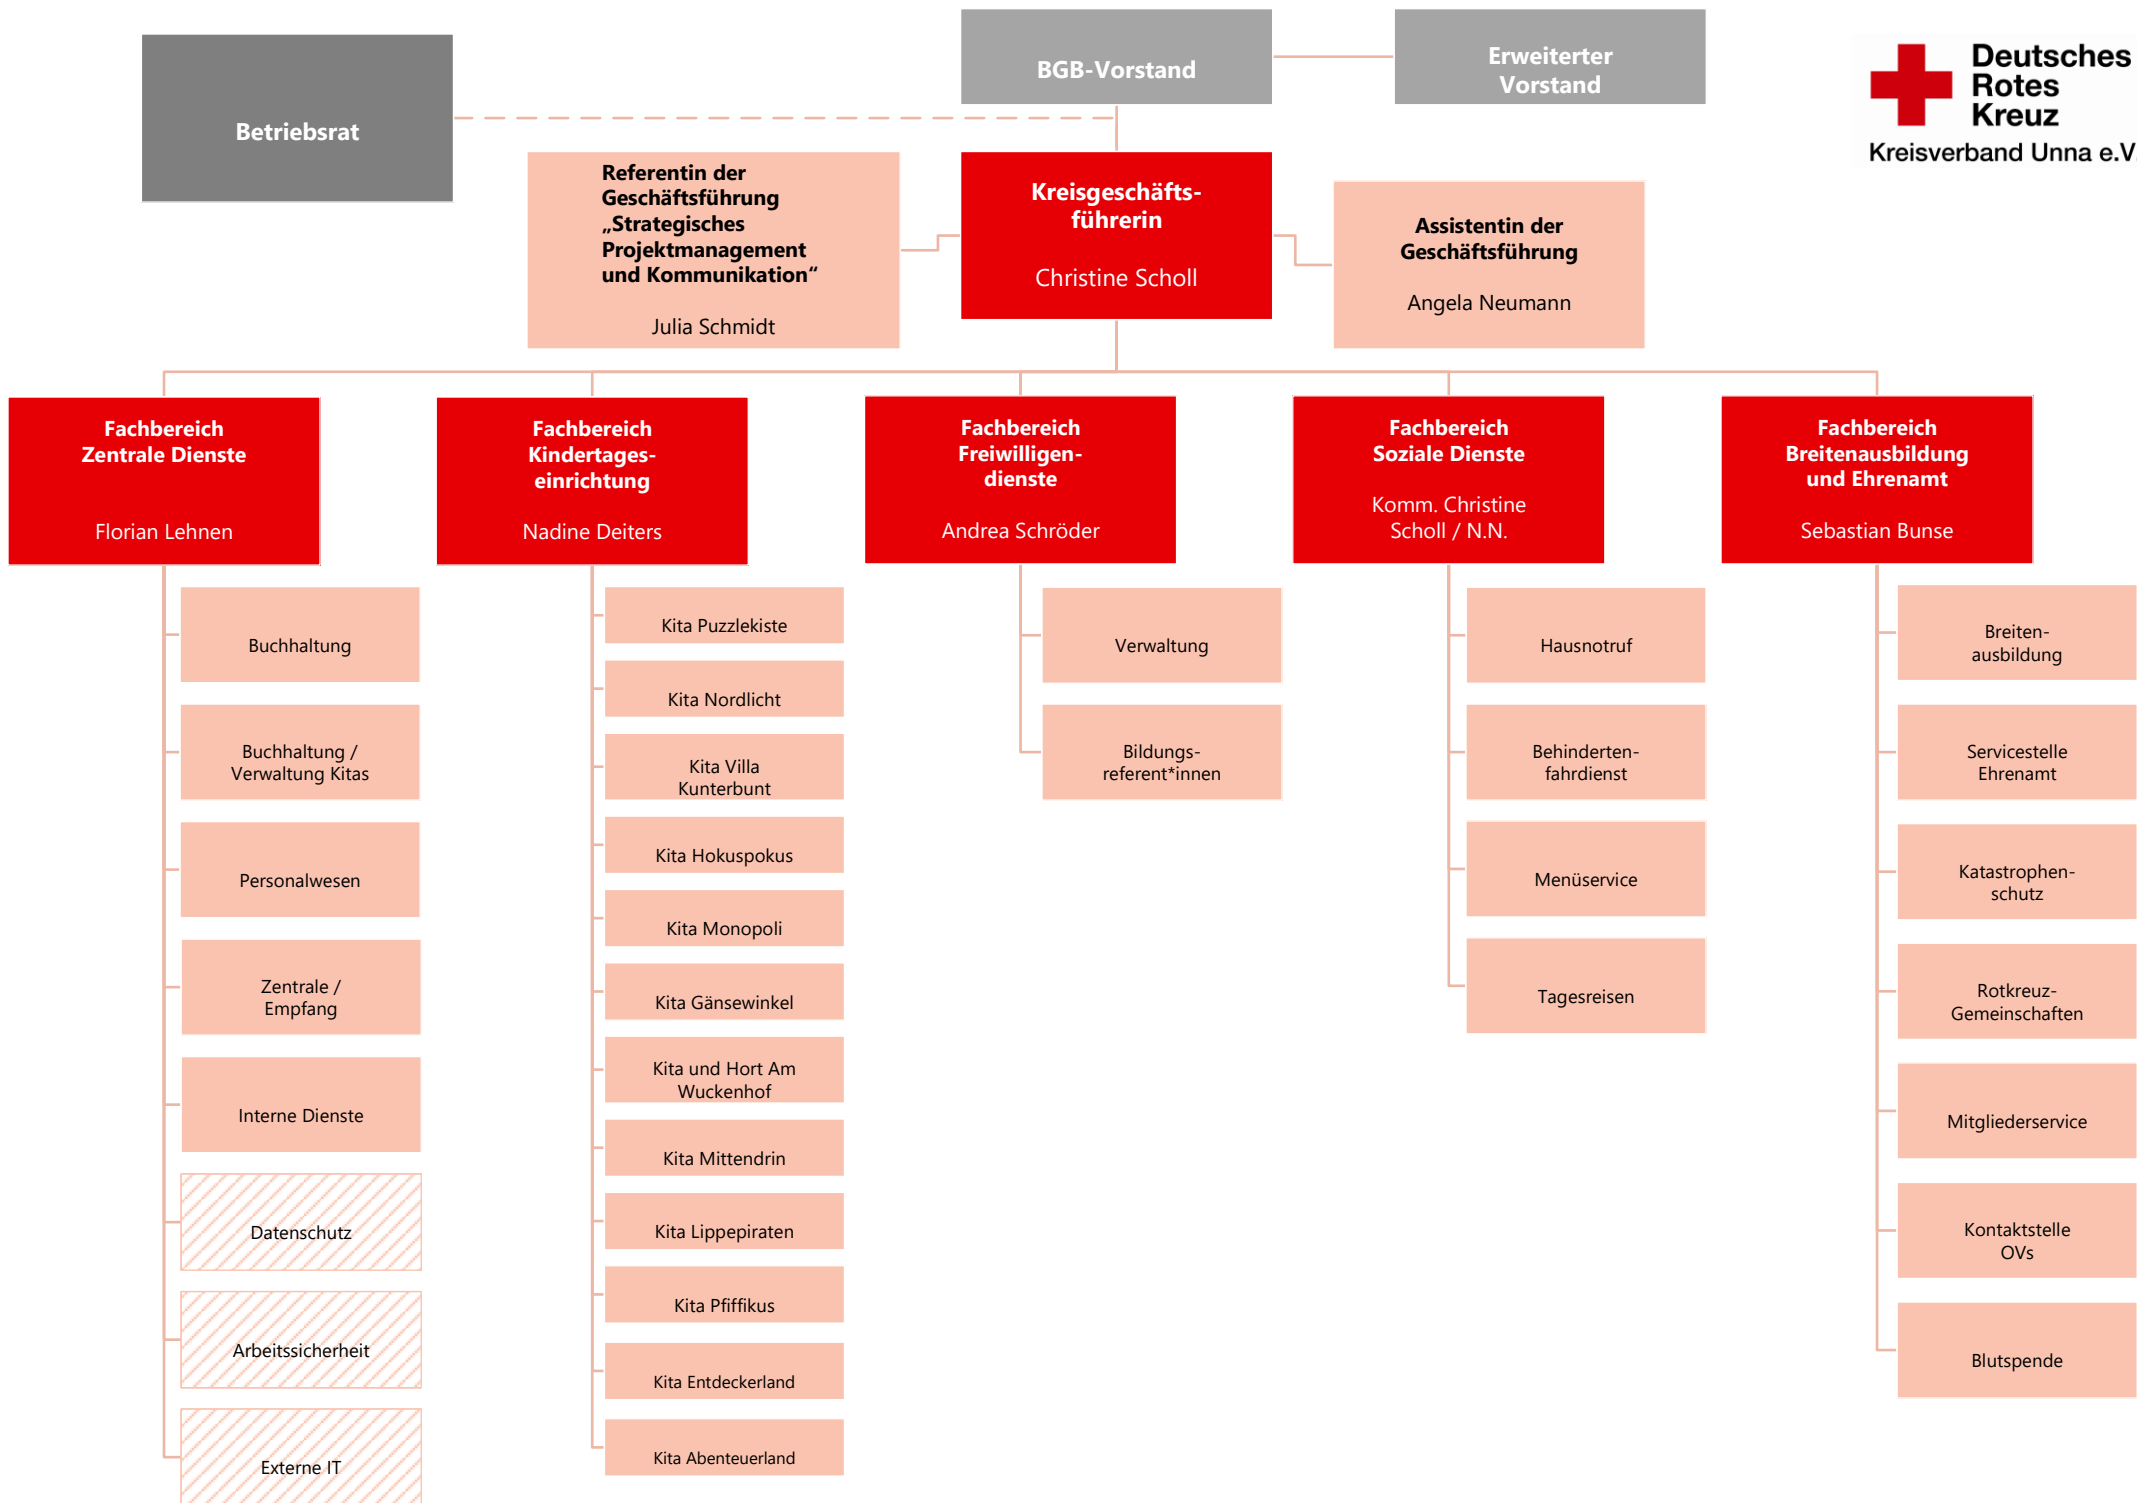 BGB-Vorstand
Erweiterter
Vorstand
Deutsches
Rotes
Kreuz
Kreisverband Unna e.V.
Betriebsrat
Referentin der
Geschäftsführung
„Strategisches
Projektmanagement
und Kommunikation“
Julia Schmidt
Kreisgeschäfts-
führerin
Christine Scholl
Assistentin der
Geschäftsführung
Angela Neumann
Fachbereich
Zentrale Dienste
Florian Lehnen
Fachbereich
Kindertages-
einrichtung
Nadine Deiters
Fachbereich
Freiwilligen-
dienste
Andrea Schröder
Fachbereich
Soziale Dienste
Komm. Christine
Scholl / N.N.
Fachbereich
Breitenausbildung
und Ehrenamt
Sebastian Bunse
Buchhaltung
Buchhaltung /
Verwaltung Kitas
Personalwesen
Zentrale /
Empfang
Interne Dienste
Datenschutz
Arbeitssicherheit
Externe IT
Kita Puzzlekiste
Kita Nordlicht
Kita Villa
Kunterbunt
Kita Hokuspokus
Kita Monopoli
Kita Gänsewinkel
Kita und Hort Am
Wuckenhof
Kita Mittendrin
Kita Lippepiraten
Kita Pfiffikus
Kita Entdeckerland
Kita Abenteuerland
Verwaltung
Bildungs-
referent*innen
Hausnotruf
Behinderten-
fahrdienst
Menüservice
Tagesreisen
Breiten-
ausbildung
Servicestelle
Ehrenamt
Katastrophen-
schutz
Rotkreuz-
Gemeinschaften
Mitgliederservice
Kontaktstelle
OVs
Blutspende